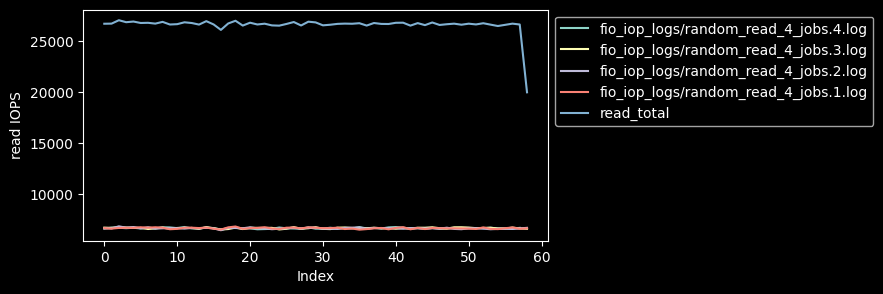 25000
20000
15000
10000
read IOPS
0 10 20 30 40 50 60
Index
fio_iop_logs/random_read_4_jobs.4.log
fio_iop_logs/random_read_4_jobs.3.log
fio_iop_logs/random_read_4_jobs.2.log
fio_iop_logs/random_read_4_jobs.1.log
read_total